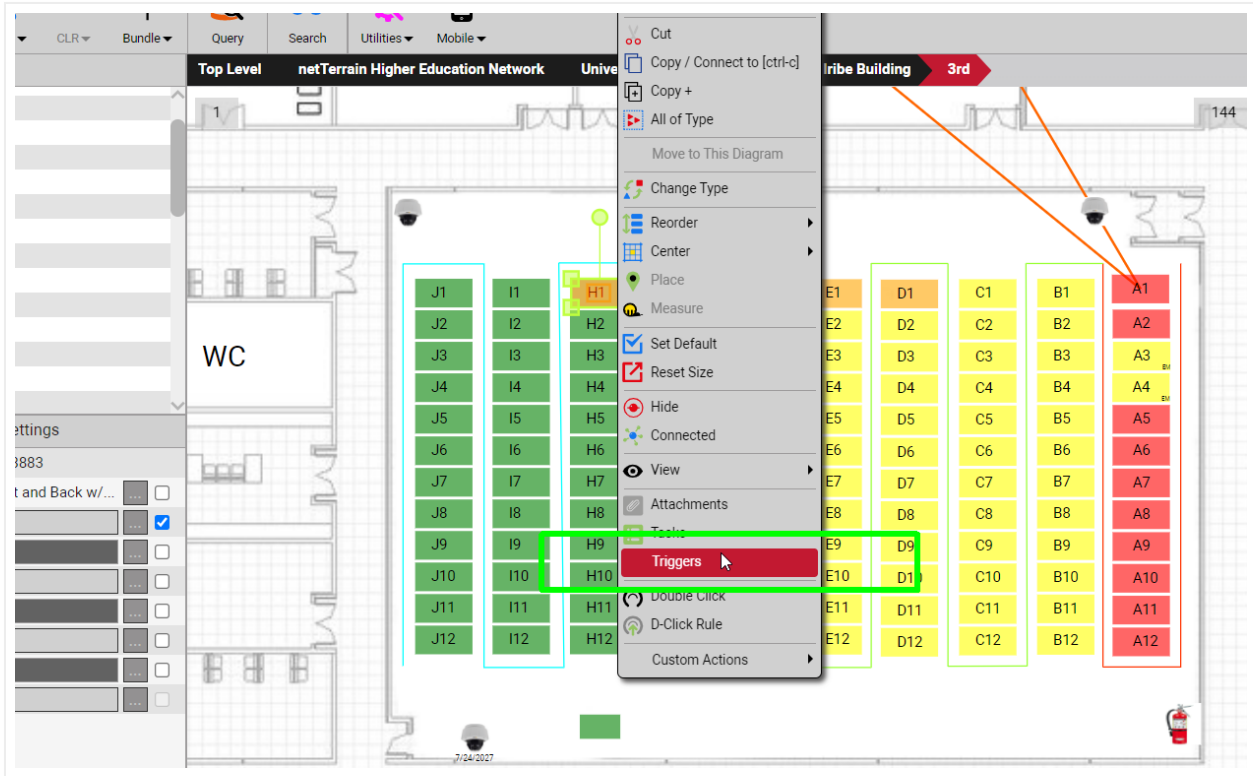 CLR
Bundle
Query
Search
Utilities
Mobile
Top Level
netTerrain Higher Education Network
Unive
Iribe Building
3rd
Cut
Copy / Connect to [ctrl-c]
Copy +
All of Type
Move to This Diagram
Change Type
Reorder
Center
Place
Measure
Set Default
Reset Size
Hide
Connected
View
Attachments
Tasks
Triggers
Double Click
D-Click Rule
Custom Actions
1
144
WC
ettings
3883
t and Back w/...
J1 I1 H1 E1 D1 C1 B1 A1
J2 I2 H2 E2 D2 C2 B2 A2
J3 I3 H3 E3 D3 C3 B3 A3
J4 I4 H4 E4 D4 C4 B4 A4
J5 I5 H5 E5 D5 C5 B5 A5
J6 I6 H6 E6 D6 C6 B6 A6
J7 I7 H7 E7 D7 C7 B7 A7
J8 I8 H8 E8 D8 C8 B8 A8
J9 I9 H9 E9 D9 C9 B9 A9
J10 I10 H10 E10 D10 C10 B10 A10
J11 I11 H11 E11 D11 C11 B11 A11
J12 I12 H12 E12 D12 C12 B12 A12
7/24/2027